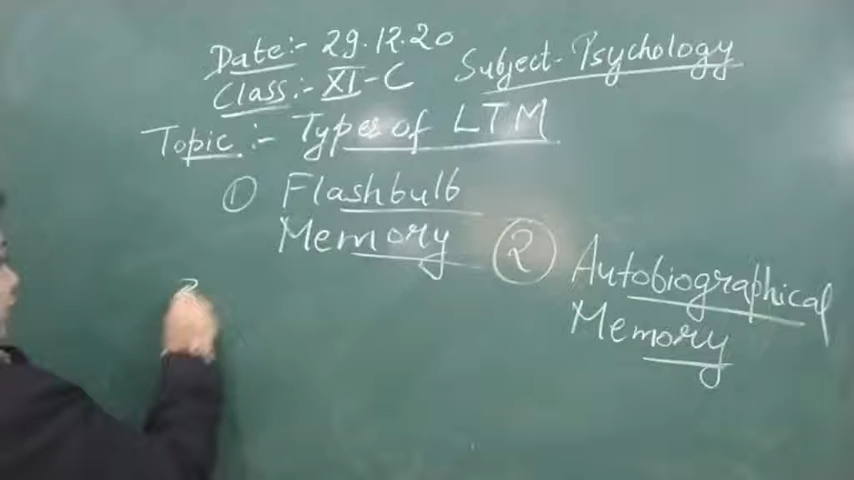 Date:- 29.12.20
Class:- XI-C Subject- Psychology
Topic:- Types of LTM
① Flashbulb
Memory
② Autobiographical
Memory